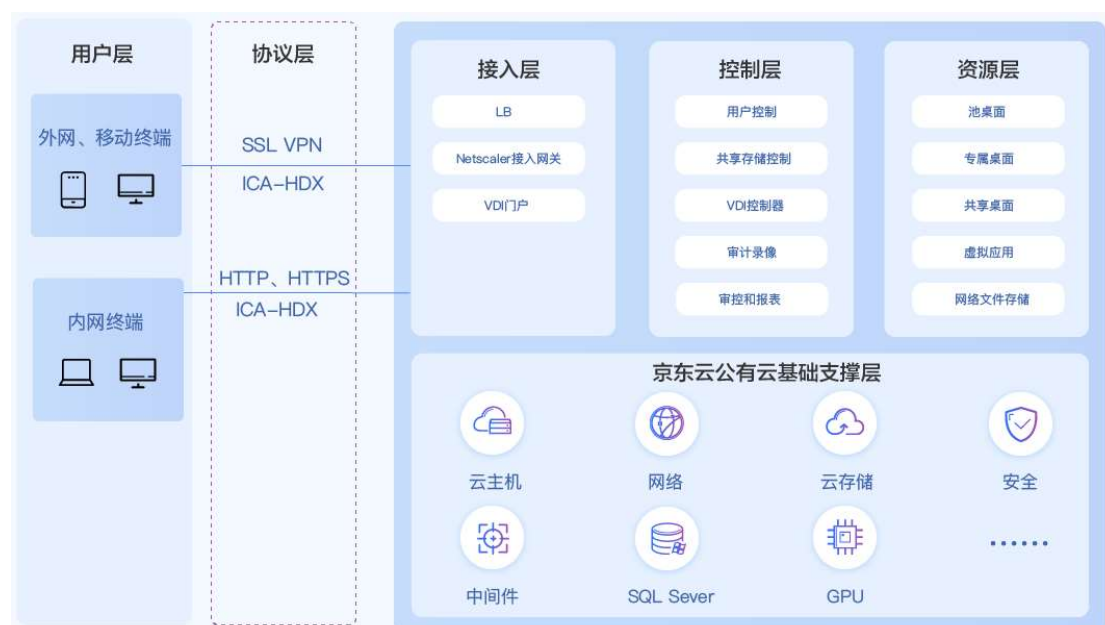 用户层
外网、移动终端
内网终端
协议层
SSL VPN
ICA-HDX
HTTP、HTTPS
ICA-HDX
接入层
LB
Netscaler接入网关
VDI门户
控制层
用户控制
共享存储控制
VDI控制器
审计录像
审控和报表
资源层
池桌面
专属桌面
共享桌面
虚拟应用
网络文件存储
京东云公有云基础支撑层
云主机
网络
云存储
安全
中间件
SQL Sever
GPU
......